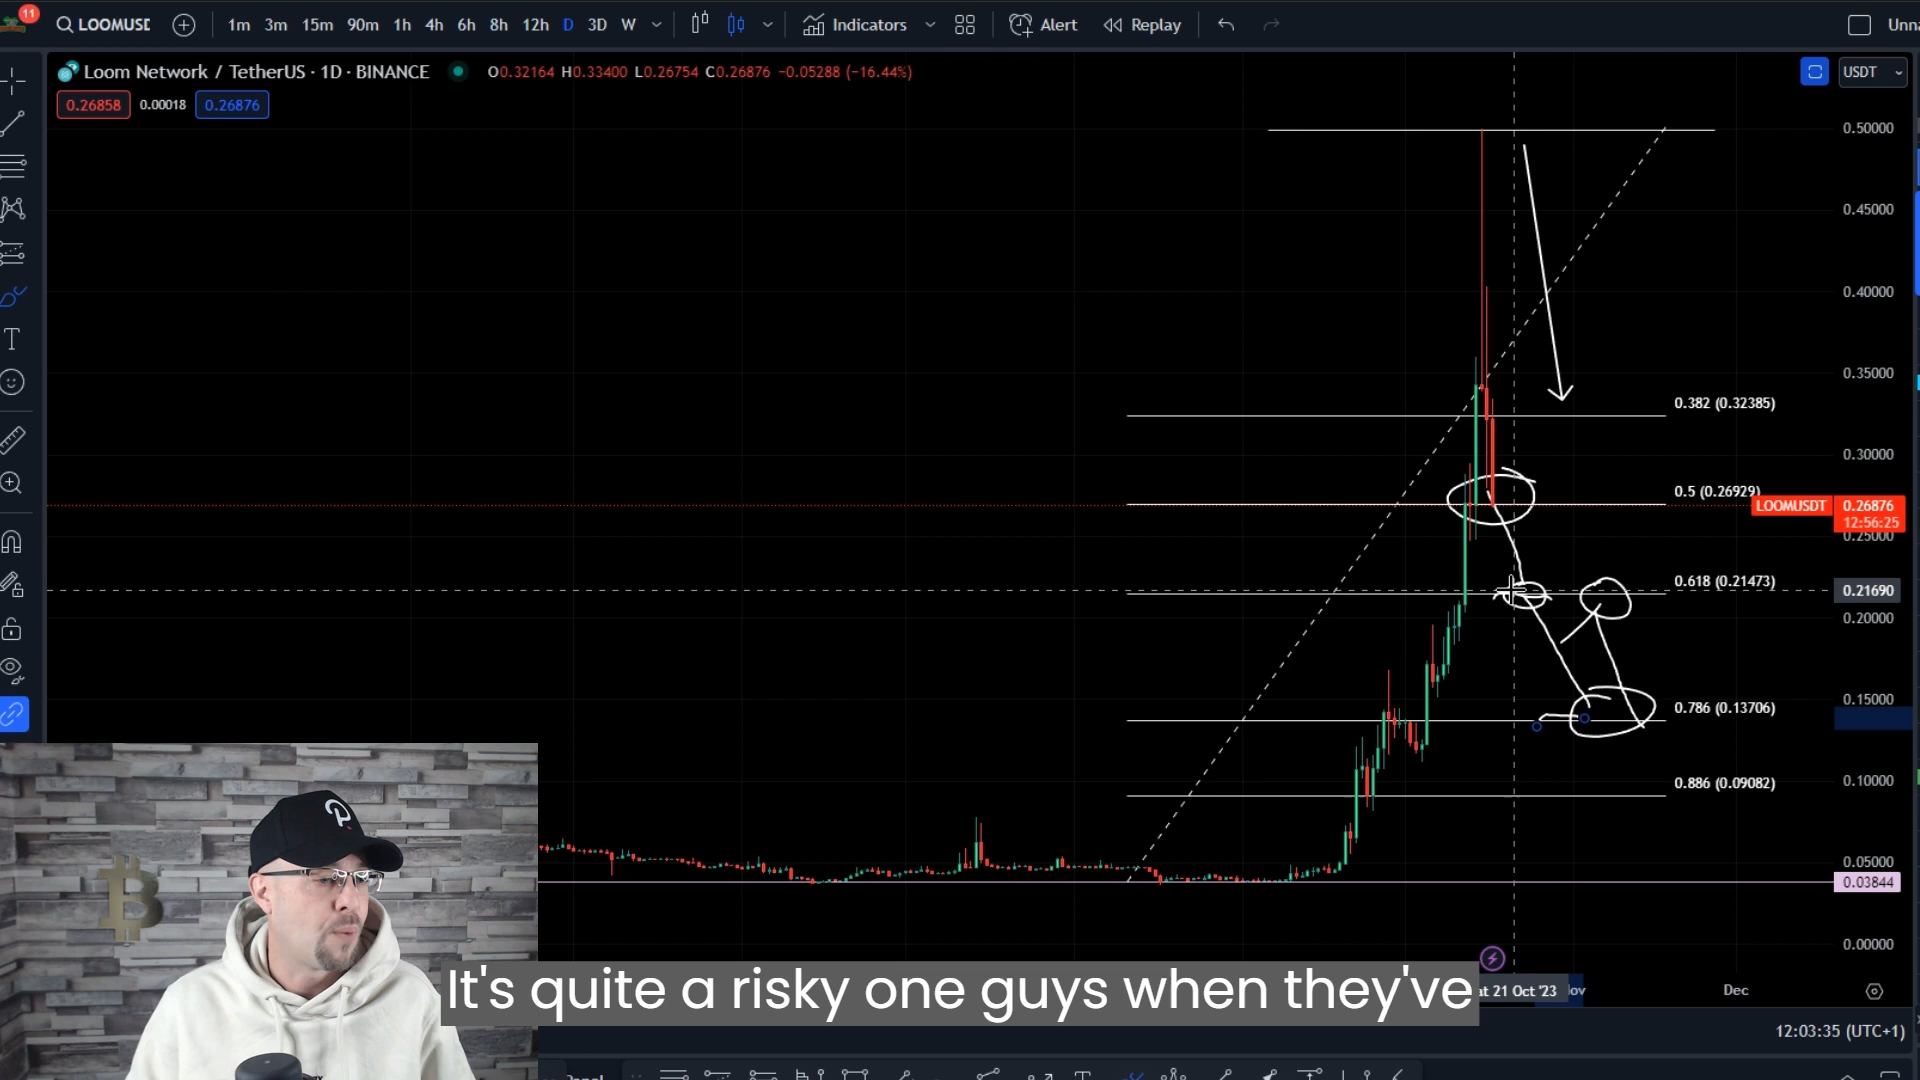 11
LOOMUSD 1m 3m 15m 90m 1h 4h 6h 8h 12h D 3D W Indicators Alert Replay
Loom Network / TetherUS · 1D · BINANCE O0.32164 H0.33400 L0.26754 C0.26876 −0.05288 (−16.44%) USDT
0.26858 0.00018 0.26876
0.50000
0.45000
0.40000
0.35000
0.382 (0.32385)
0.30000
0.5 (0.26929)
LOOMUSDT 0.26876
12:56:25
0.25000
0.618 (0.21473)
0.21690
0.20000
0.15000
0.786 (0.13706)
0.10000
0.886 (0.09082)
0.05000
0.03844
0.00000
It's quite a risky one guys when they've
21 Oct '23 Dec
12:03:35 (UTC+1)